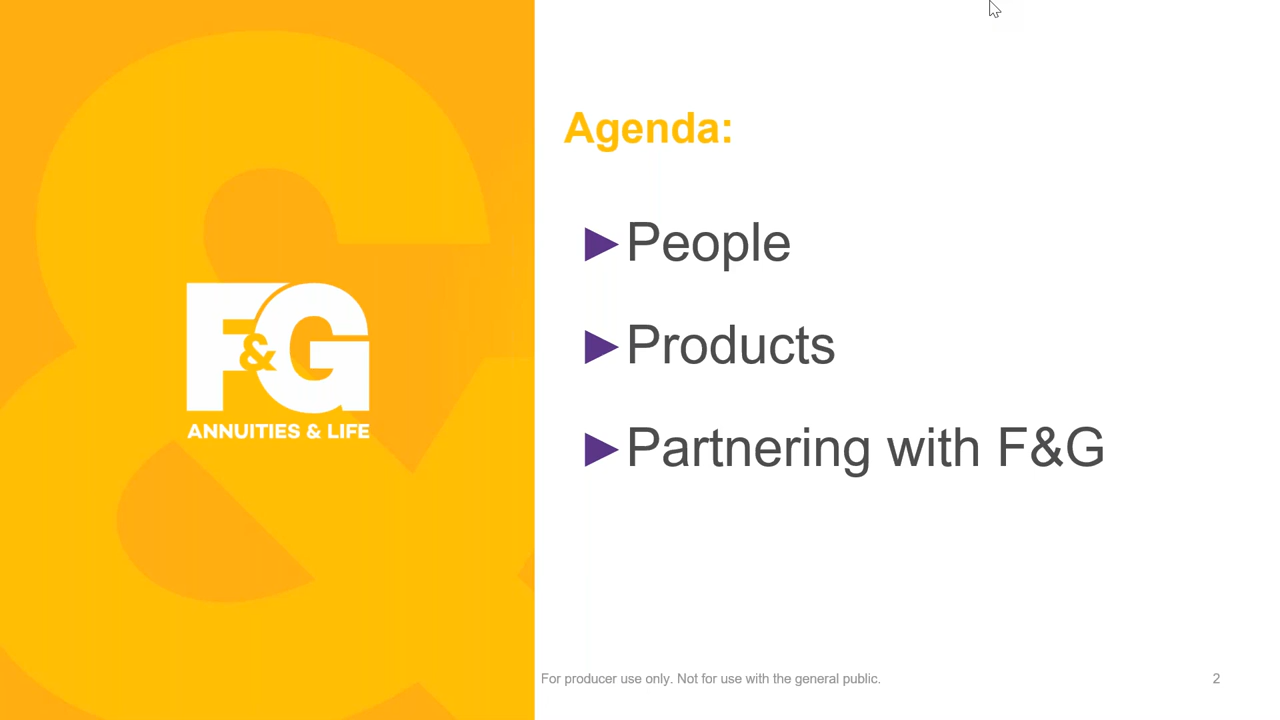 F&G
ANNUITIES & LIFE
Agenda:
►People
►Products
►Partnering with F&G
For producer use only. Not for use with the general public.
2